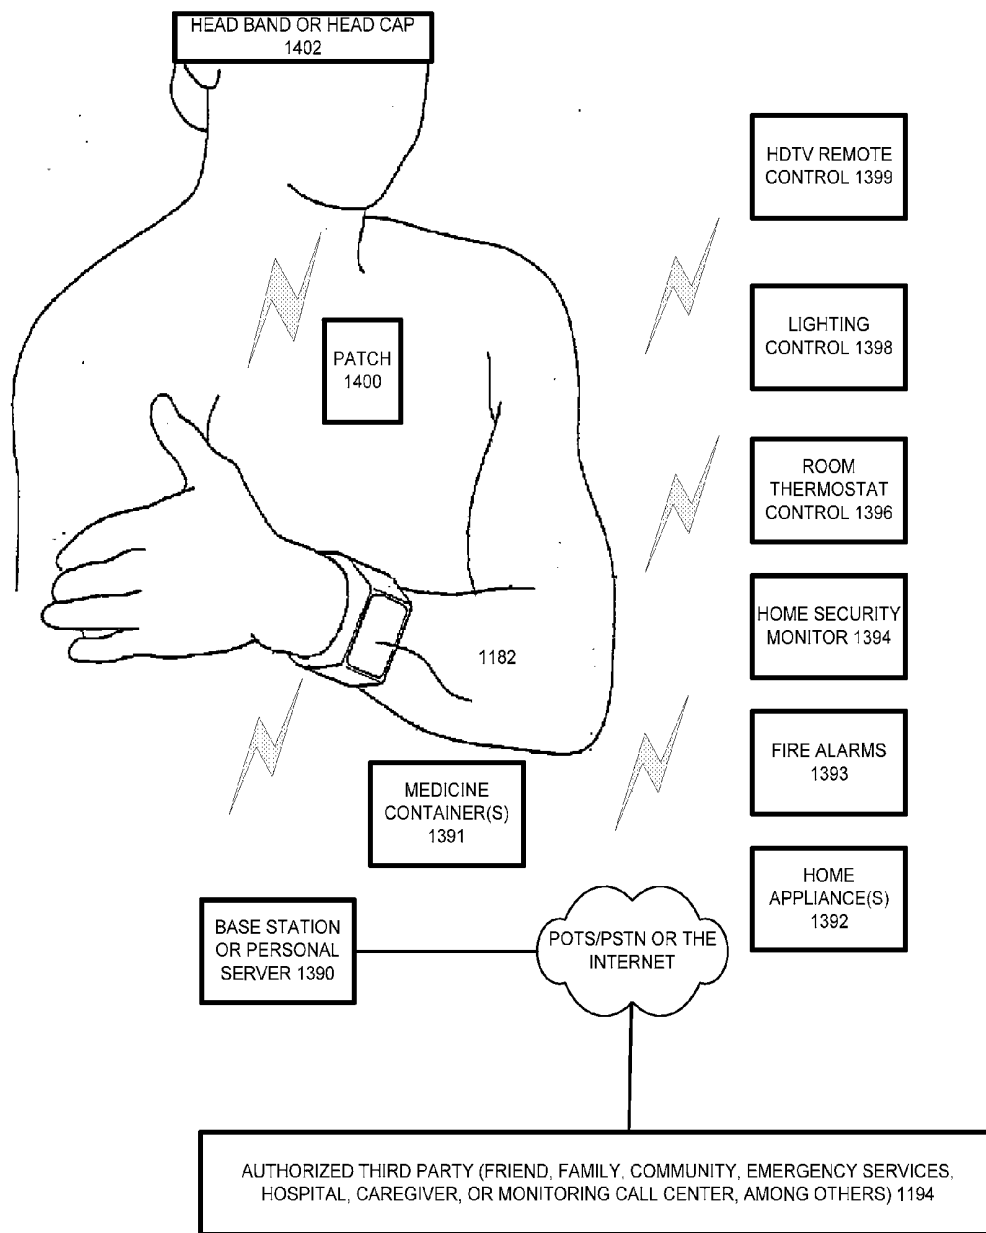 HEAD BAND OR HEAD CAP
1402
HDTV REMOTE
CONTROL 1399
LIGHTING
CONTROL 1398
PATCH
1400
ROOM
THERMOSTAT
CONTROL 1396
HOME SECURITY
MONITOR 1394
1182
FIRE ALARMS
1393
MEDICINE
CONTAINER(S)
1391
HOME
APPLIANCE(S)
1392
BASE STATION
OR PERSONAL
SERVER 1390
POTS/PSTN OR THE
INTERNET
AUTHORIZED THIRD PARTY (FRIEND, FAMILY, COMMUNITY, EMERGENCY SERVICES,
HOSPITAL, CAREGIVER, OR MONITORING CALL CENTER, AMONG OTHERS) 1194